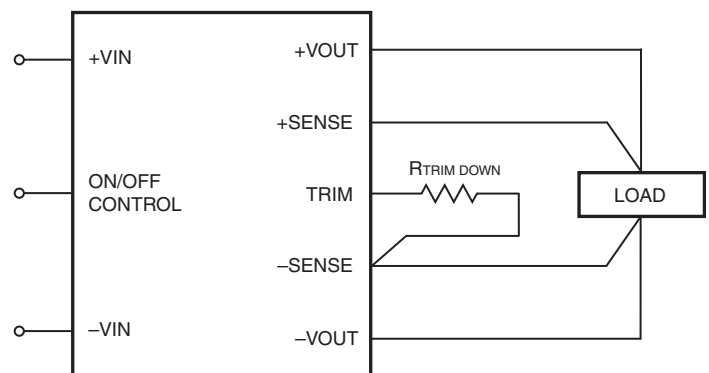 +VIN
+VOUT
+SENSE
ON/OFF
CONTROL
TRIM
RTRIM DOWN
LOAD
–SENSE
–VIN
–VOUT